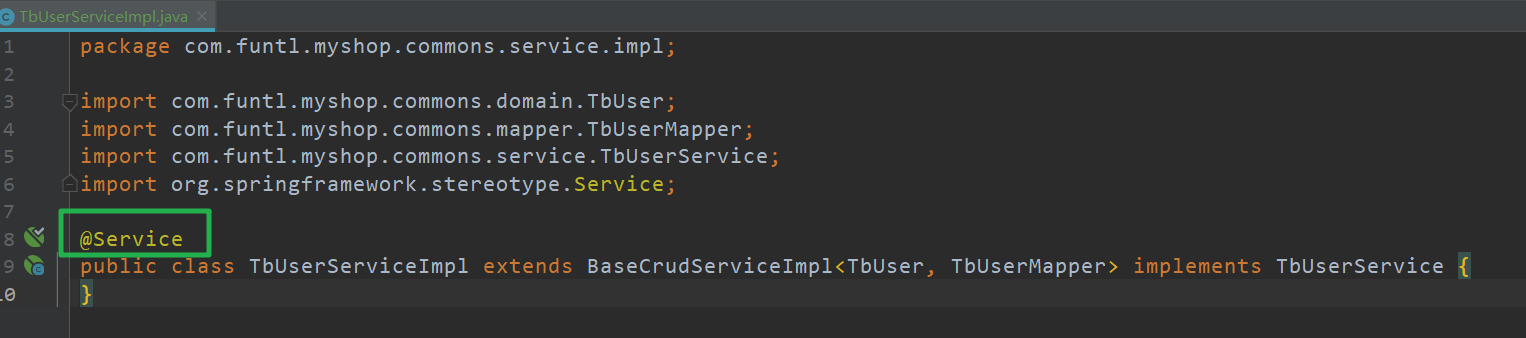 TbUserServiceImpl.java
1 package com.funtl.myshop.commons.service.impl;
2
3 import com.funtl.myshop.commons.domain.TbUser;
4 import com.funtl.myshop.commons.mapper.TbUserMapper;
5 import com.funtl.myshop.commons.service.TbUserService;
6 import org.springframework.stereotype.Service;
7
8 @Service
9 public class TbUserServiceImpl extends BaseCrudServiceImpl<TbUser, TbUserMapper> implements TbUserService {
10 }